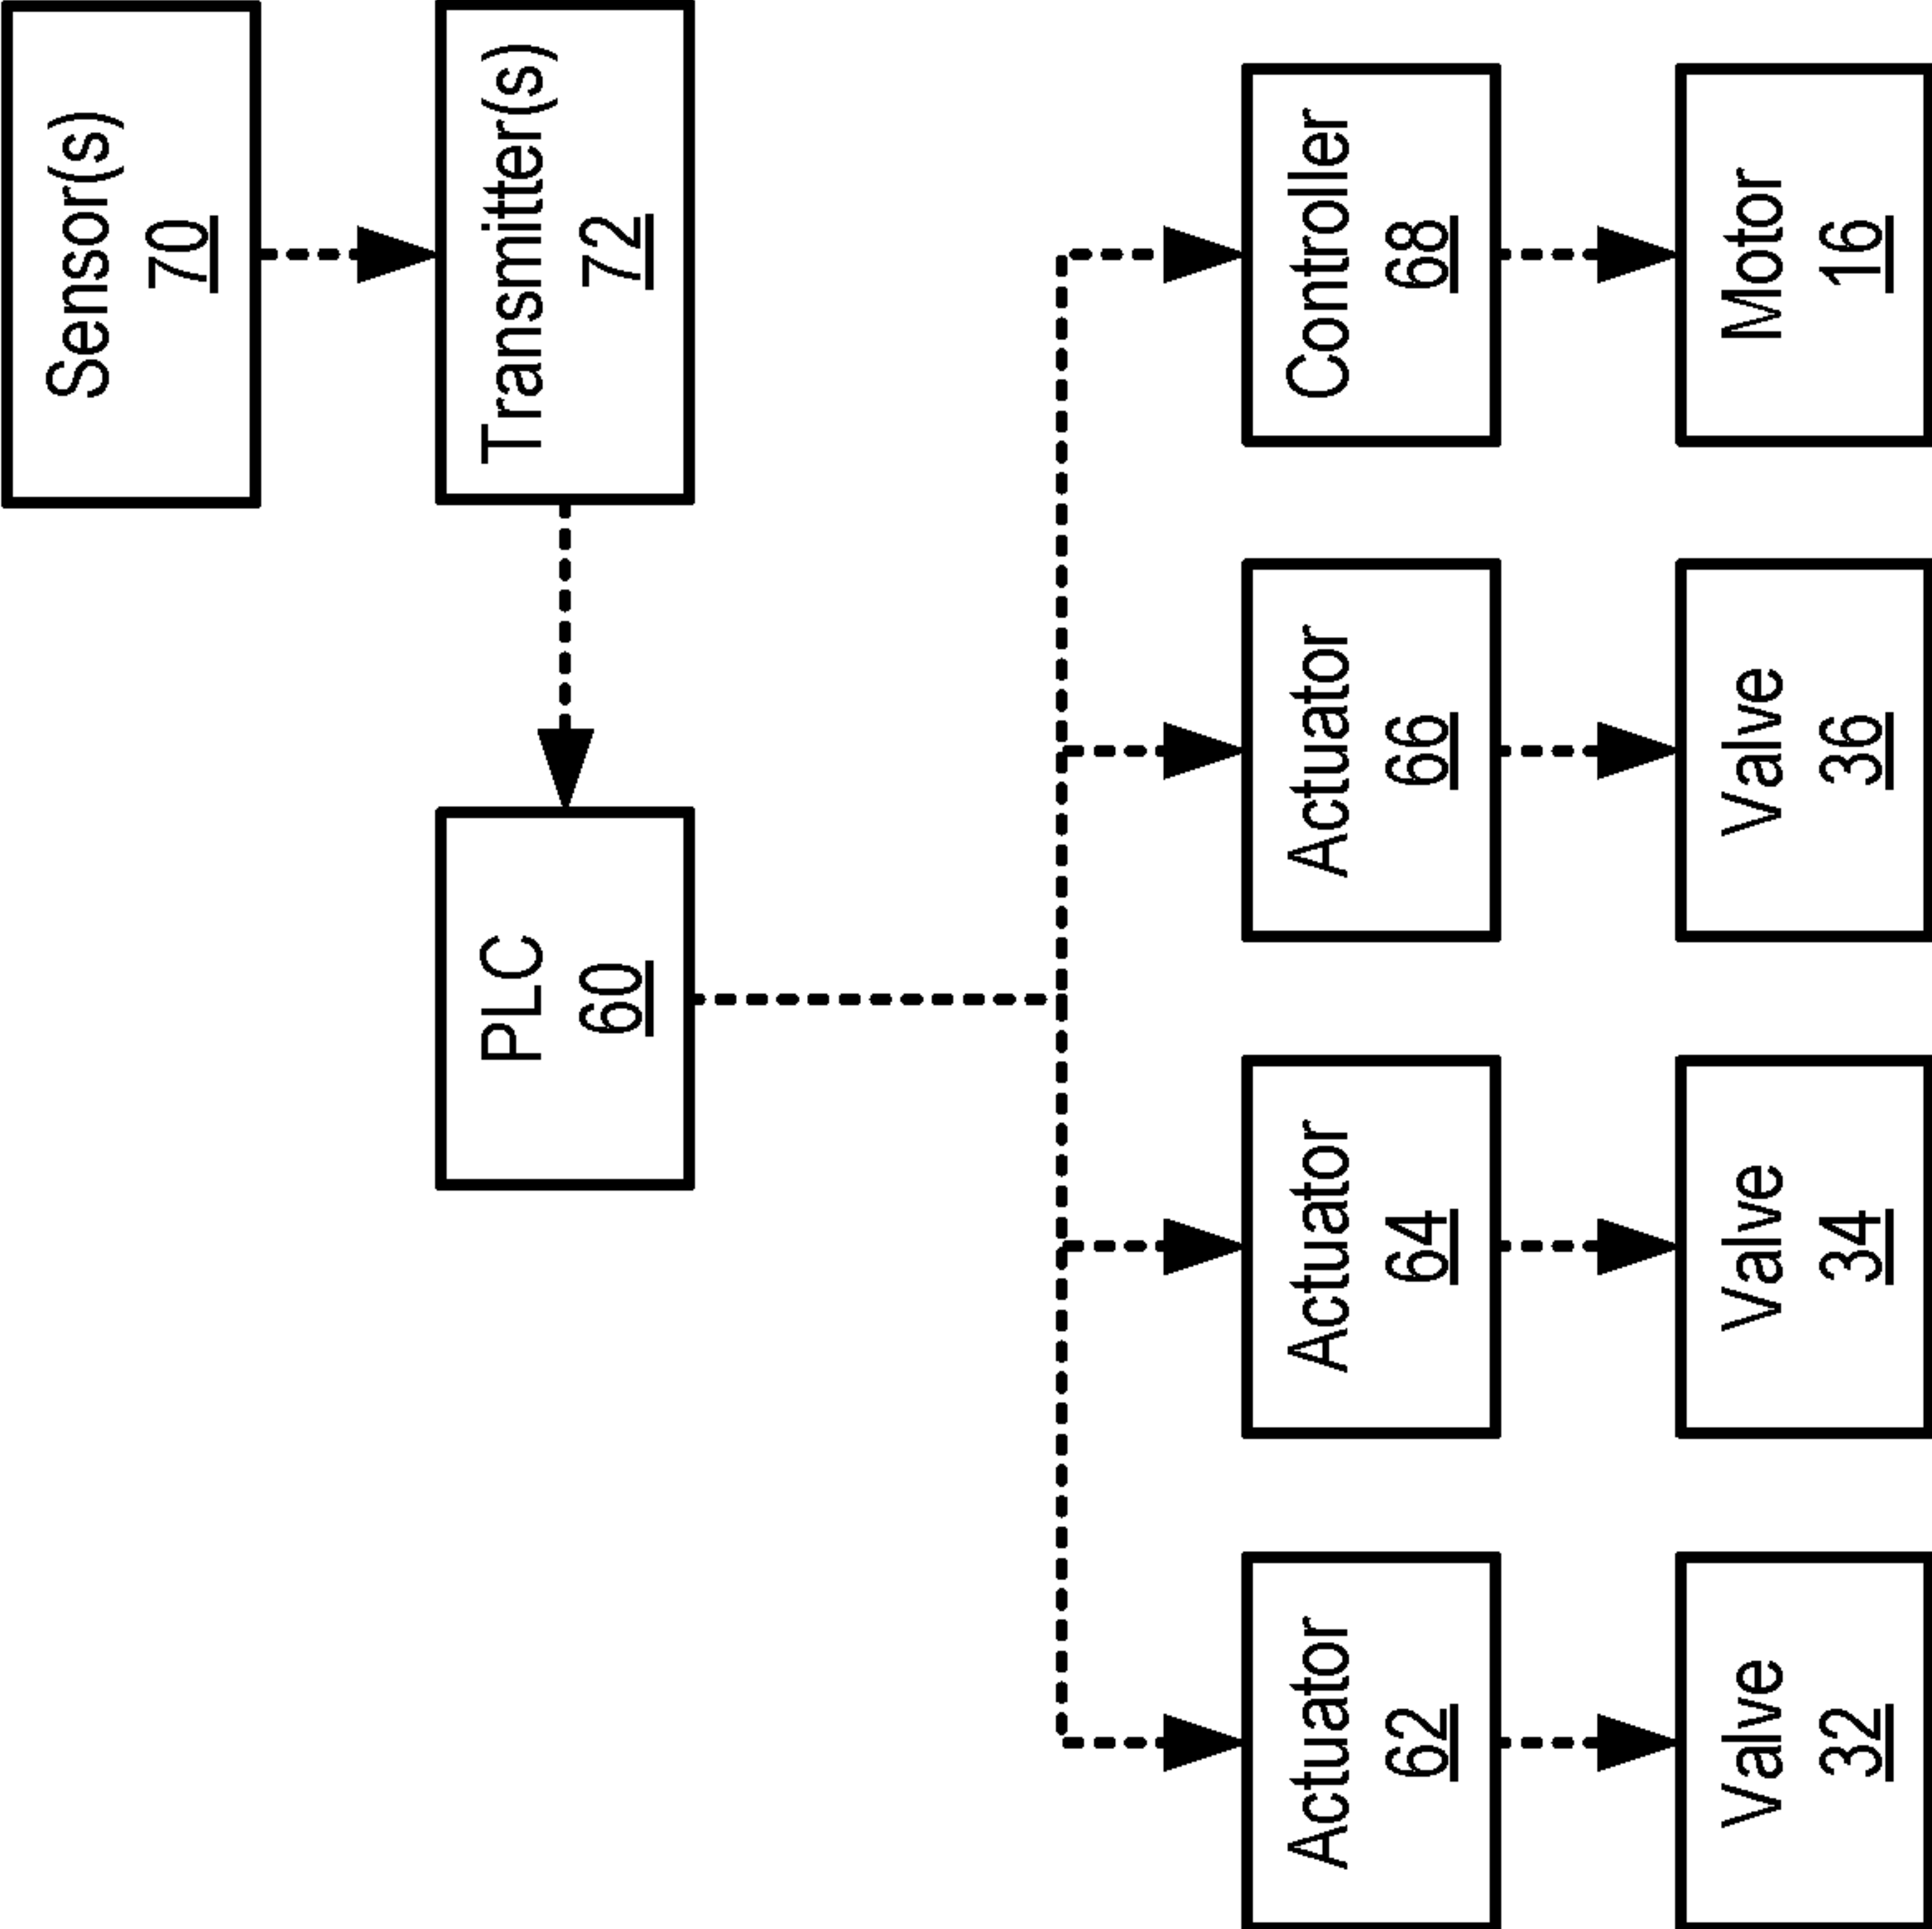 Sensor(s)
70
Transmitter(s)
72
PLC
60
Actuator
62
Actuator
64
Actuator
66
Controller
68
Valve
32
Valve
34
Valve
36
Motor
16